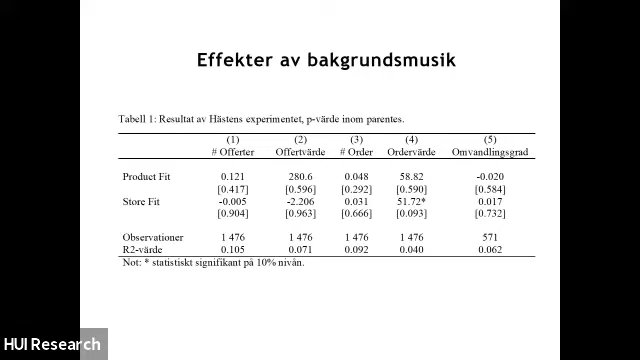 Effekter av bakgrundsmusik
Tabell 1: Resultat av Hästens experimentet, p-värde inom parentes.
(1) (2) (3) (4) (5)
# Offerter Offertvärde # Order Ordervärde Omvandlingsgrad
Product Fit 0.121 280.6 0.048 58.82 -0.020
[0.417] [0.596] [0.292] [0.590] [0.584]
Store Fit -0.005 -2.206 0.031 51.72* 0.017
[0.904] [0.963] [0.666] [0.093] [0.732]
Observationer 1 476 1 476 1 476 1 476 571
R2-värde 0.105 0.071 0.092 0.040 0.062
Not: * statistiskt signifikant på 10% nivån.
HUI Research